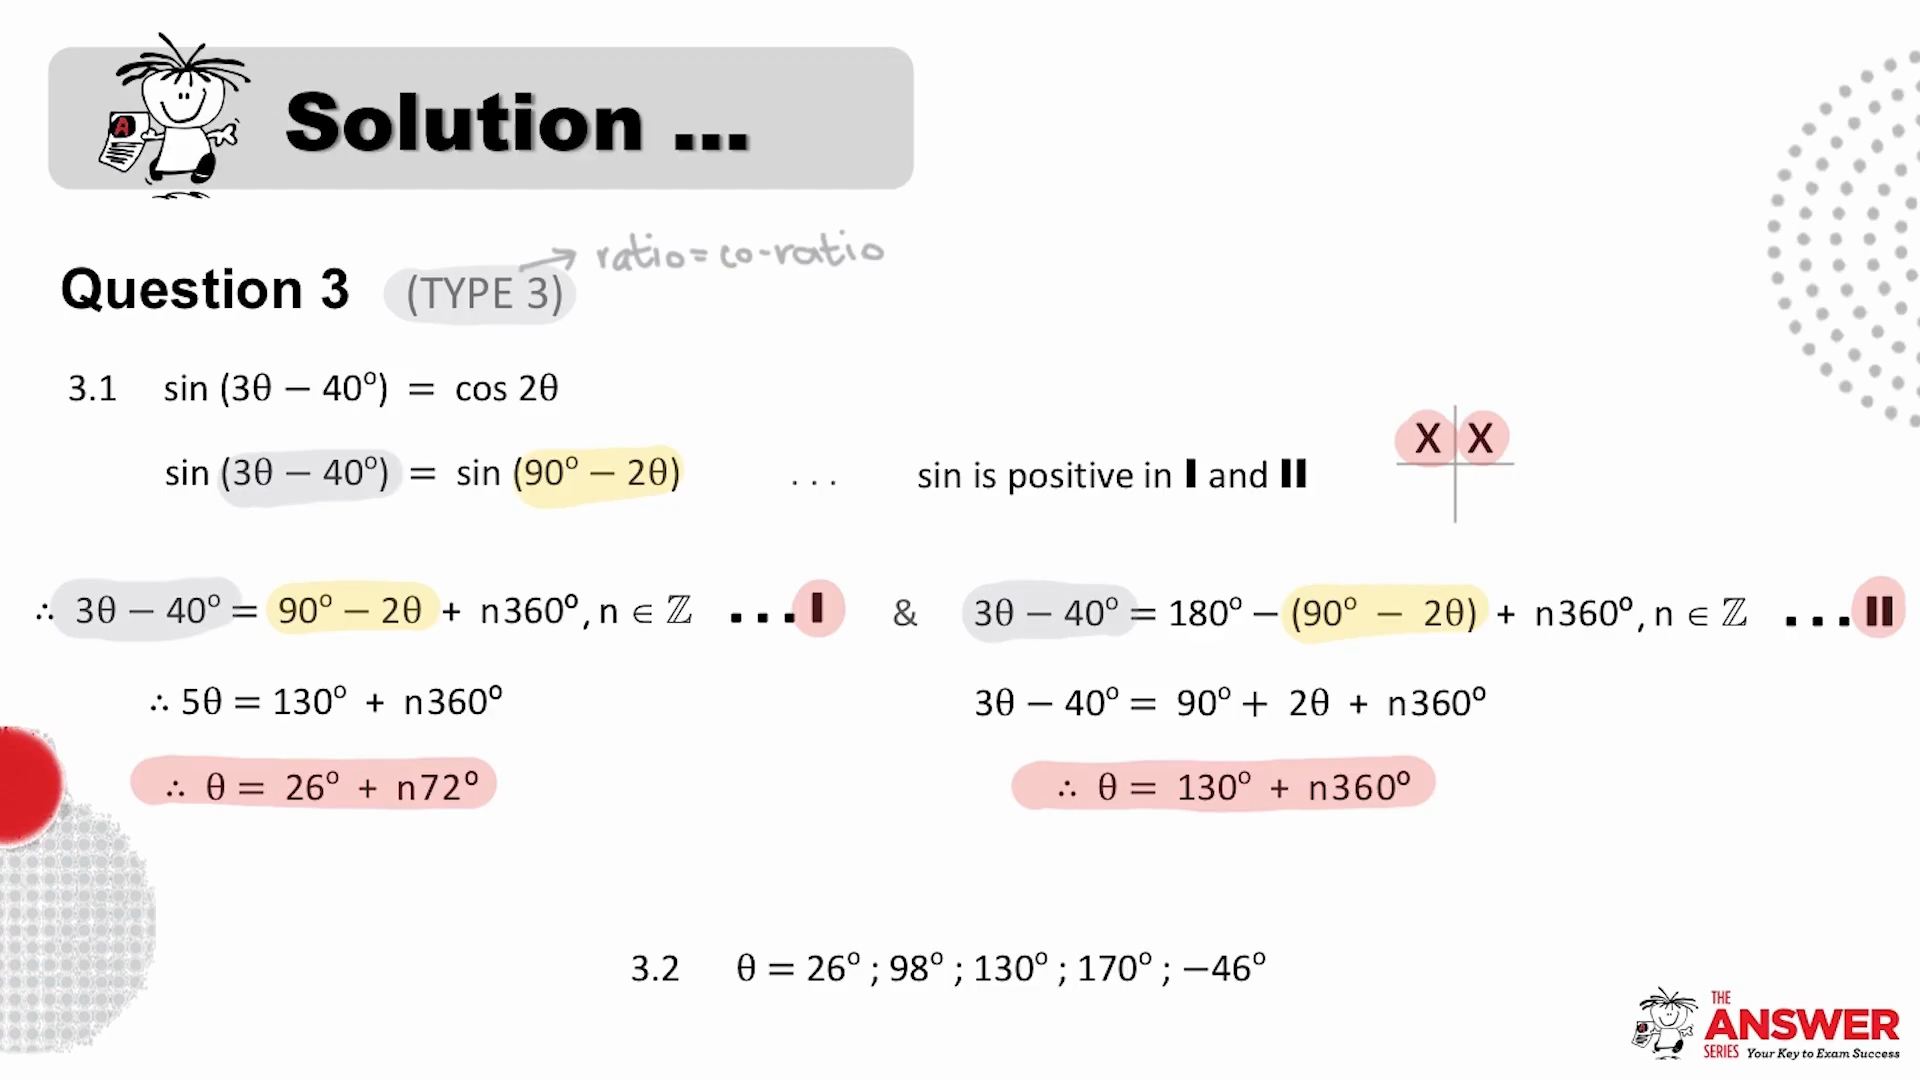 A
Solution ...
ratio = co-ratio
Question 3 (TYPE 3)
3.1 sin (3θ − 40°) = cos 2θ
X X
sin (3θ − 40°) = sin (90° − 2θ) ... sin is positive in I and II
∴ 3θ − 40° = 90° − 2θ + n360°, n ∈ ℤ ...I & 3θ − 40° = 180° − (90° − 2θ) + n360°, n ∈ ℤ ...II
∴ 5θ = 130° + n360° 3θ − 40° = 90° + 2θ + n360°
∴ θ = 26° + n72° ∴ θ = 130° + n360°
3.2 θ = 26° ; 98° ; 130° ; 170° ; −46°
THE
ANSWER
SERIES Your Key to Exam Success